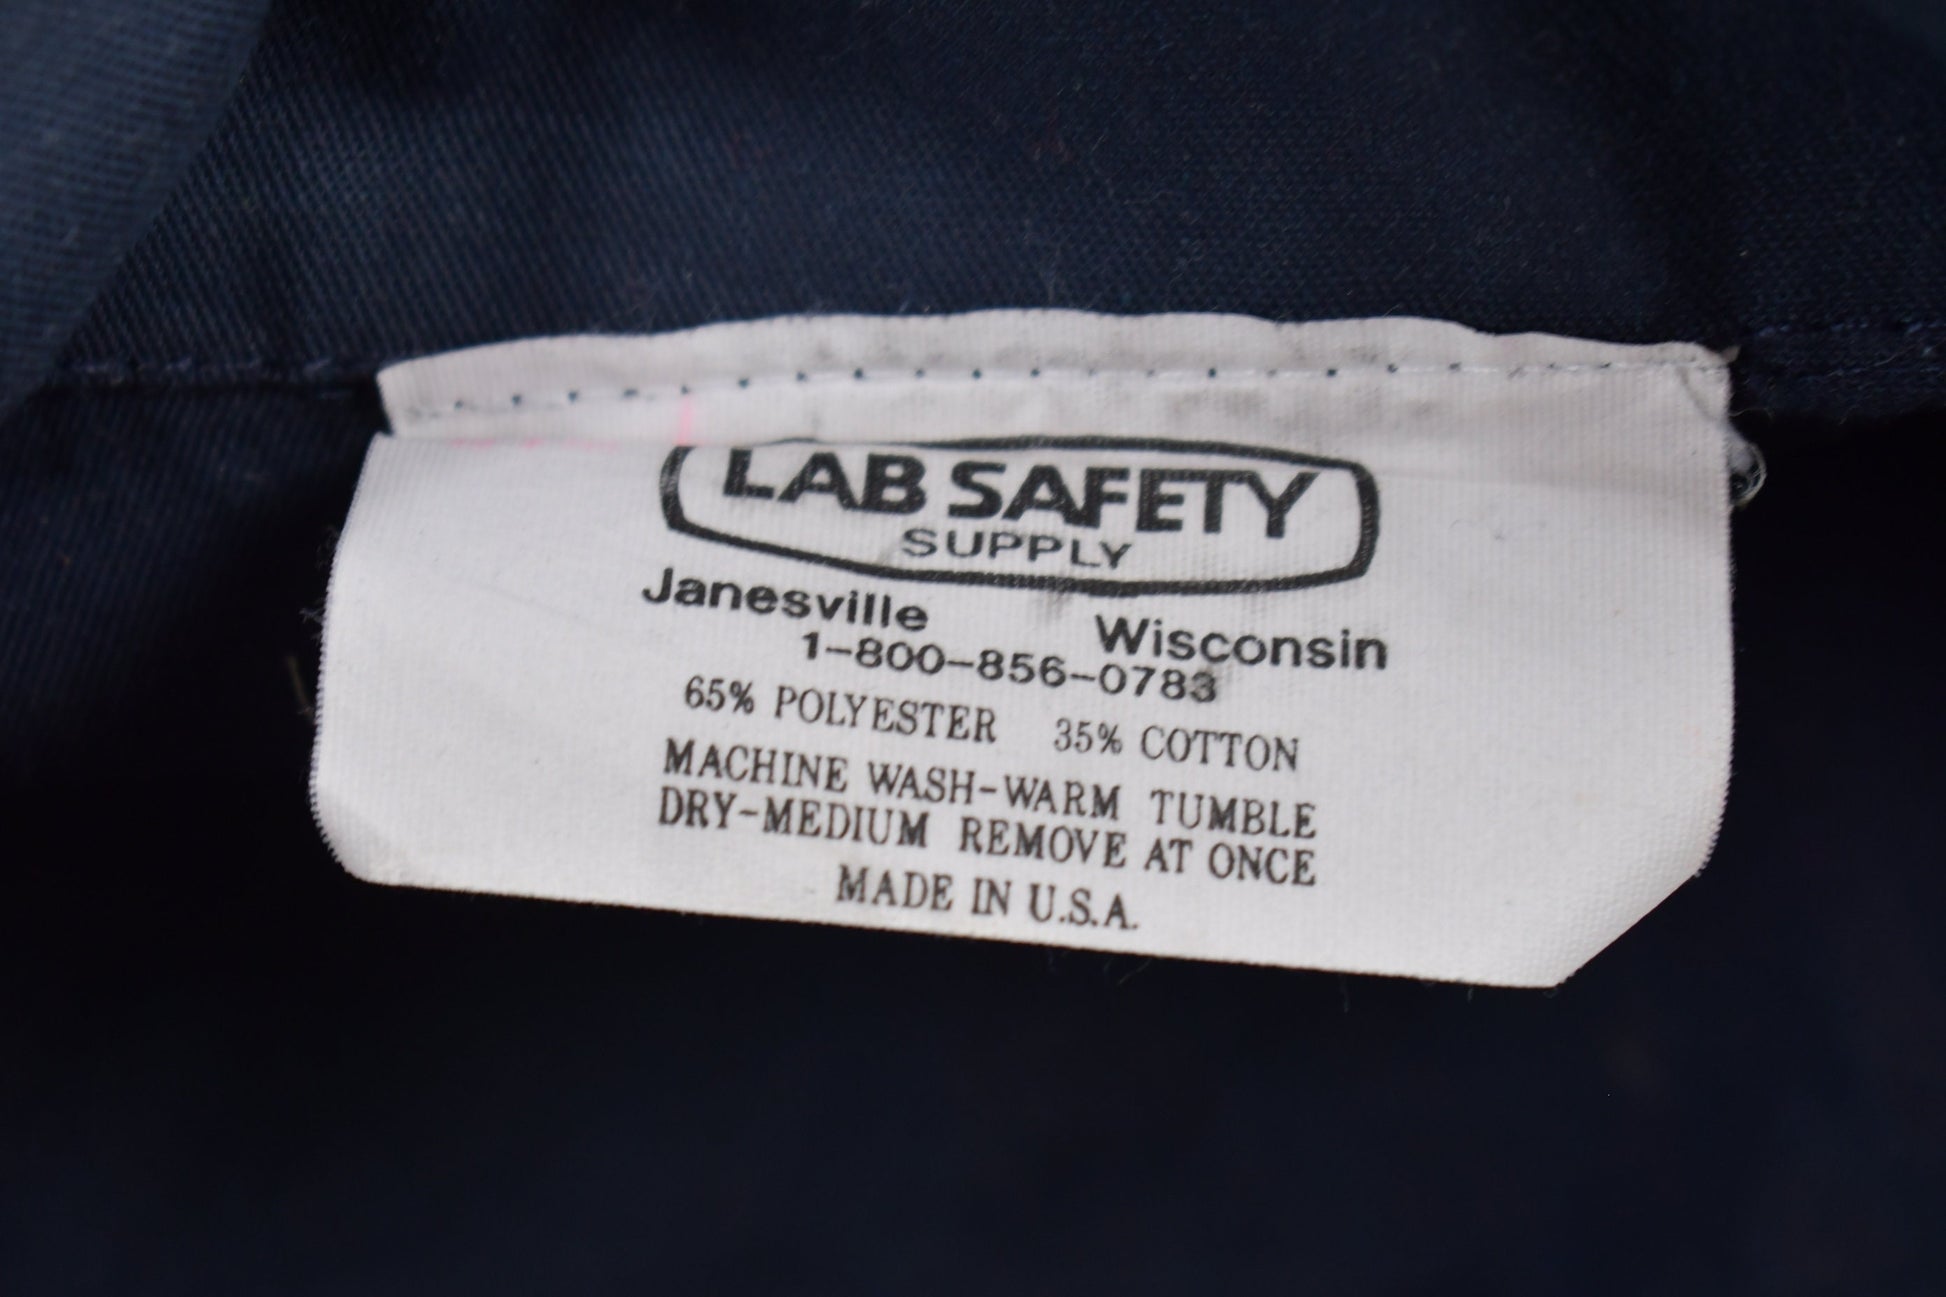 LAB SAFETY
SUPPLY
Janesville Wisconsin
1-800-856-0783
65% POLYESTER 35% COTTON
MACHINE WASH-WARM TUMBLE
DRY-MEDIUM REMOVE AT ONCE
MADE IN U.S.A.